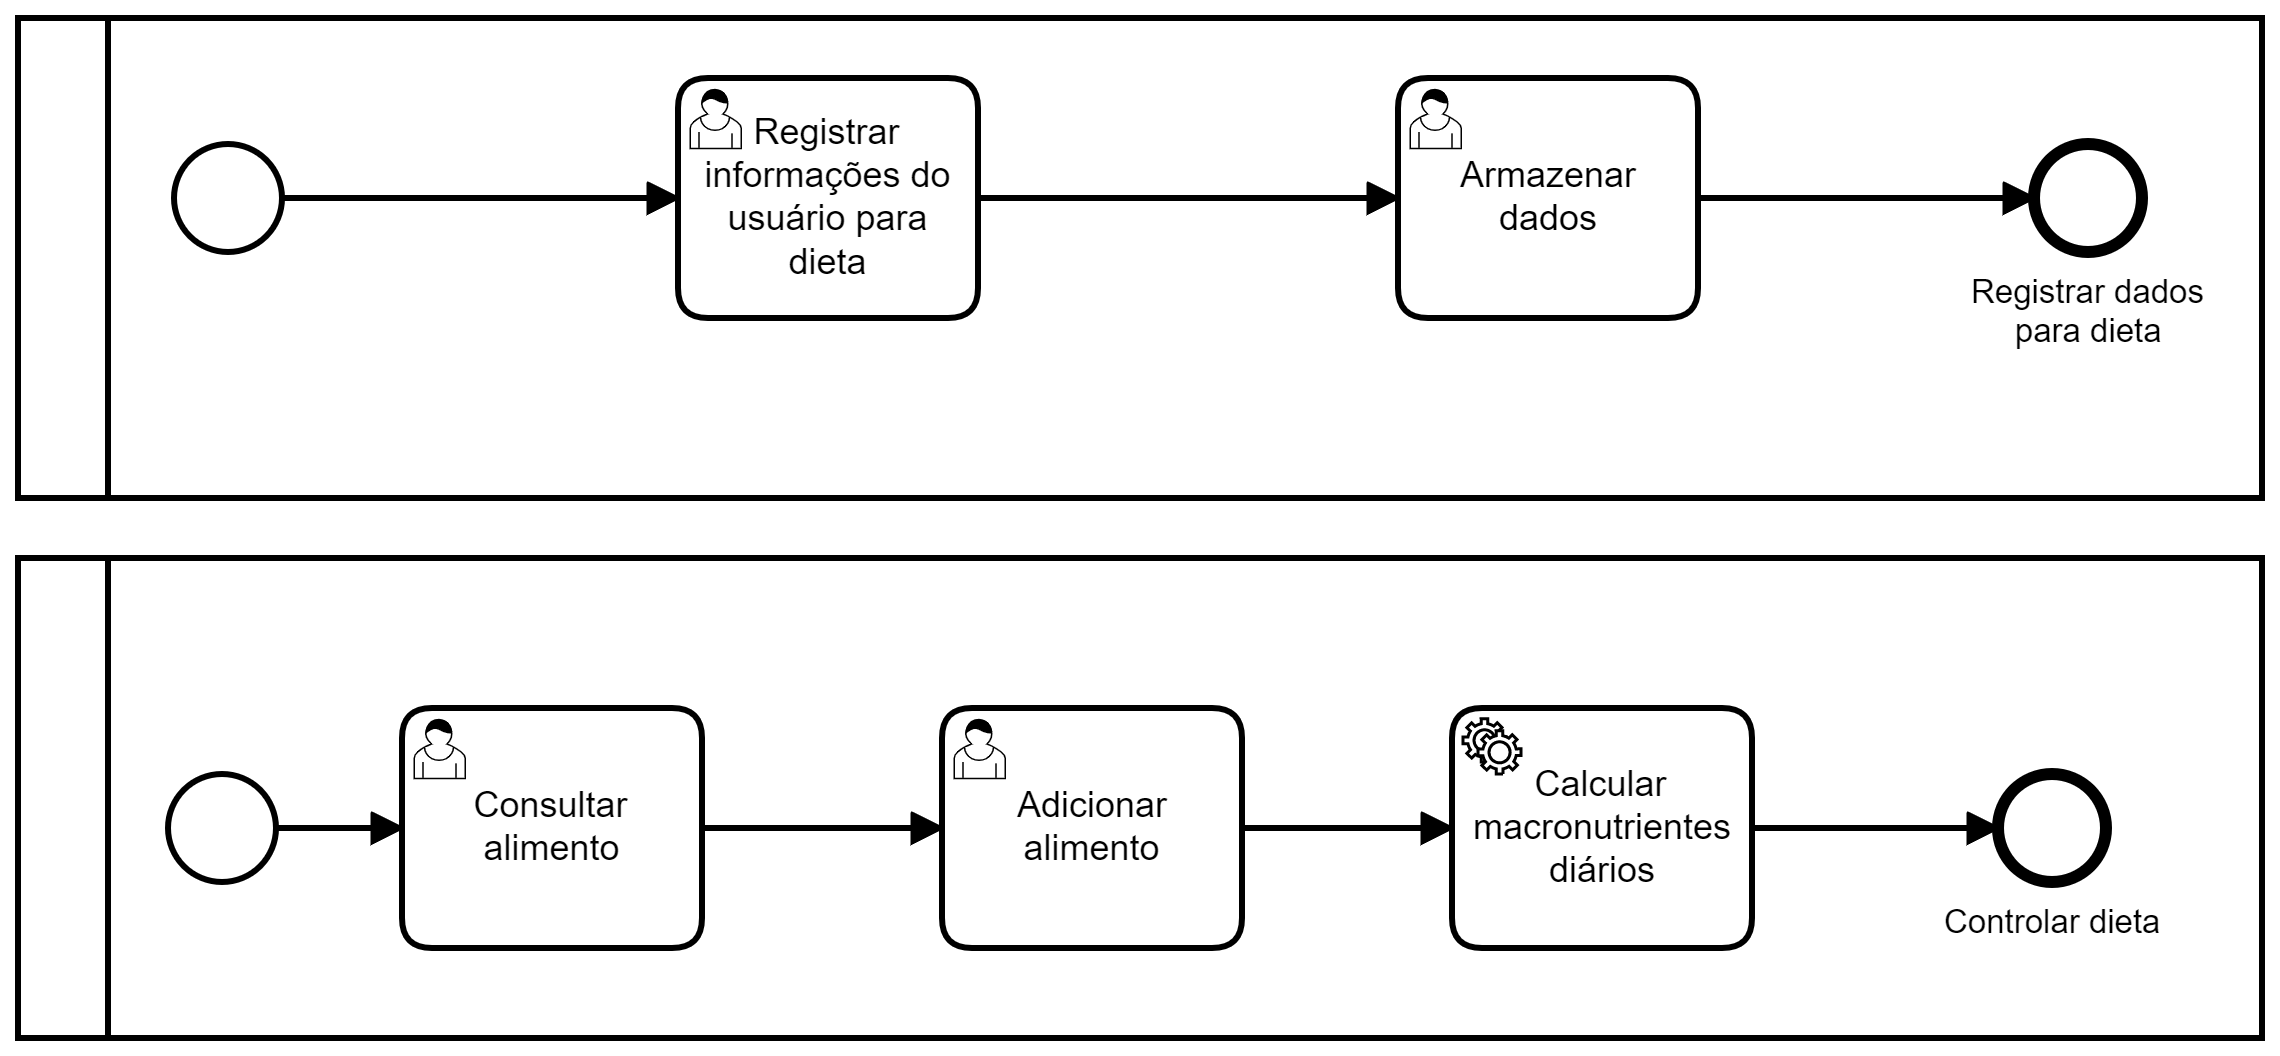 Registrar
informações do
usuário para
dieta
Armazenar
dados
Registrar dados
para dieta
Consultar
alimento
Adicionar
alimento
Calcular
macronutrientes
diários
Controlar dieta